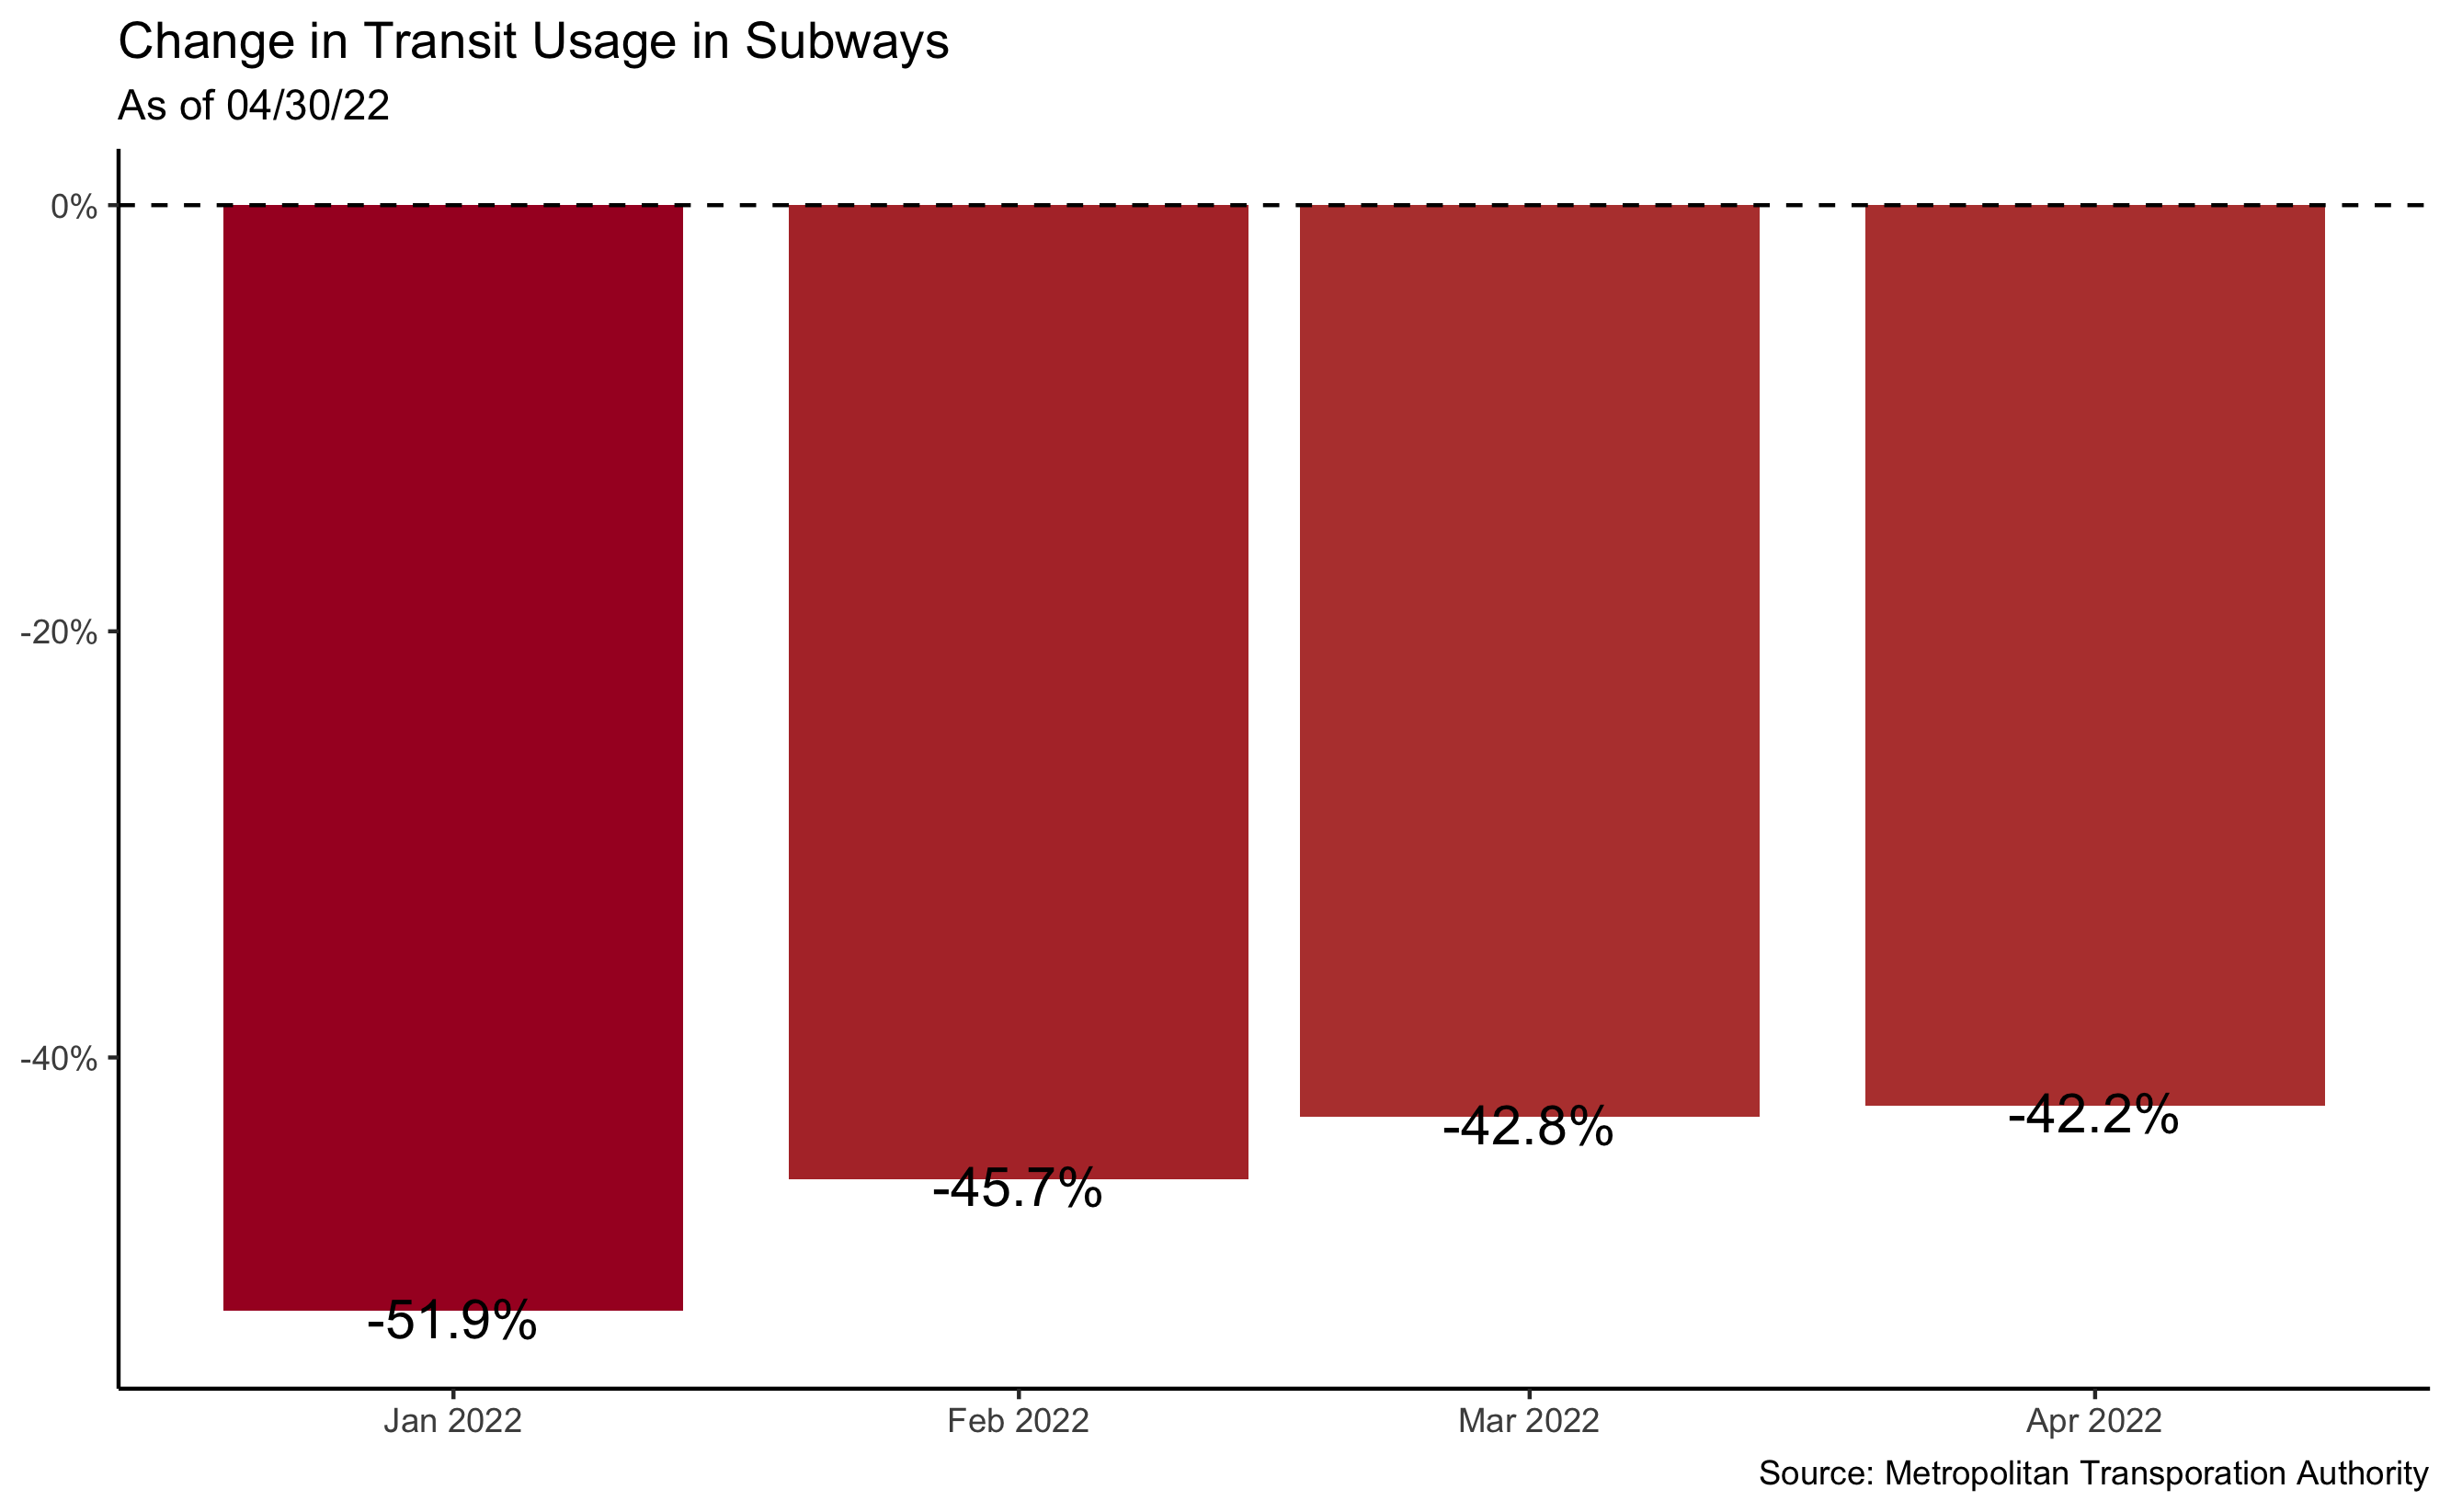 Change in Transit Usage in Subways
As of 04/30/22
0%
-20%
-40%
-51.9%
-45.7%
-42.8%
-42.2%
Jan 2022
Feb 2022
Mar 2022
Apr 2022
Source: Metropolitan Transporation Authority